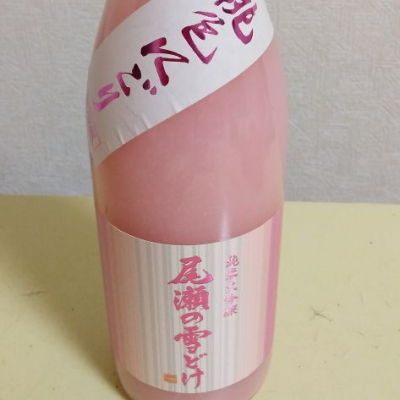 桃色にごり
純米大吟醸
尾瀬の雪どけ